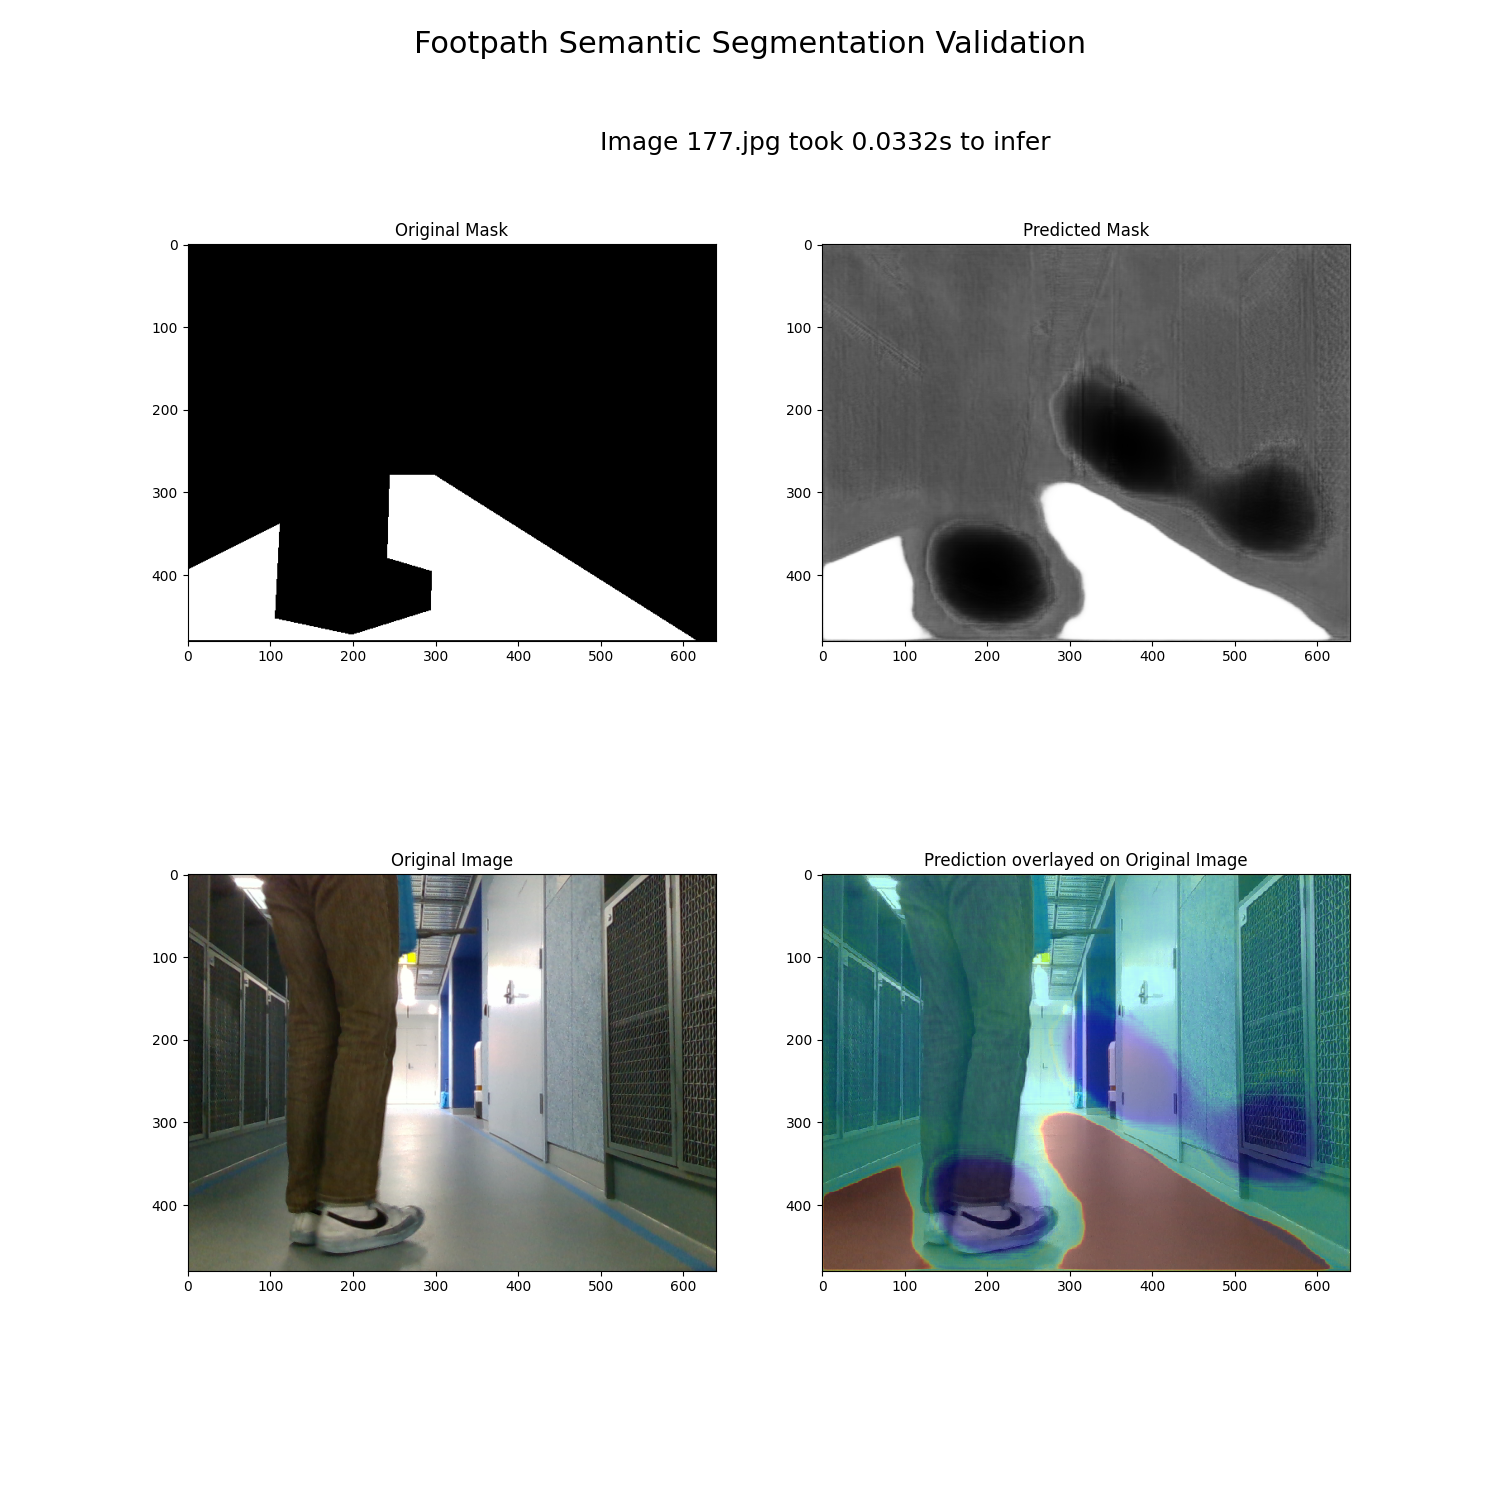 Footpath Semantic Segmentation Validation
Image 177.jpg took 0.0332s to infer
Original Mask
Predicted Mask
0
100
200
300
400
0 100 200 300 400 500 600
0
100
200
300
400
0 100 200 300 400 500 600
Original Image
Prediction overlayed on Original Image
0
100
200
300
400
0 100 200 300 400 500 600
0
100
200
300
400
0 100 200 300 400 500 600